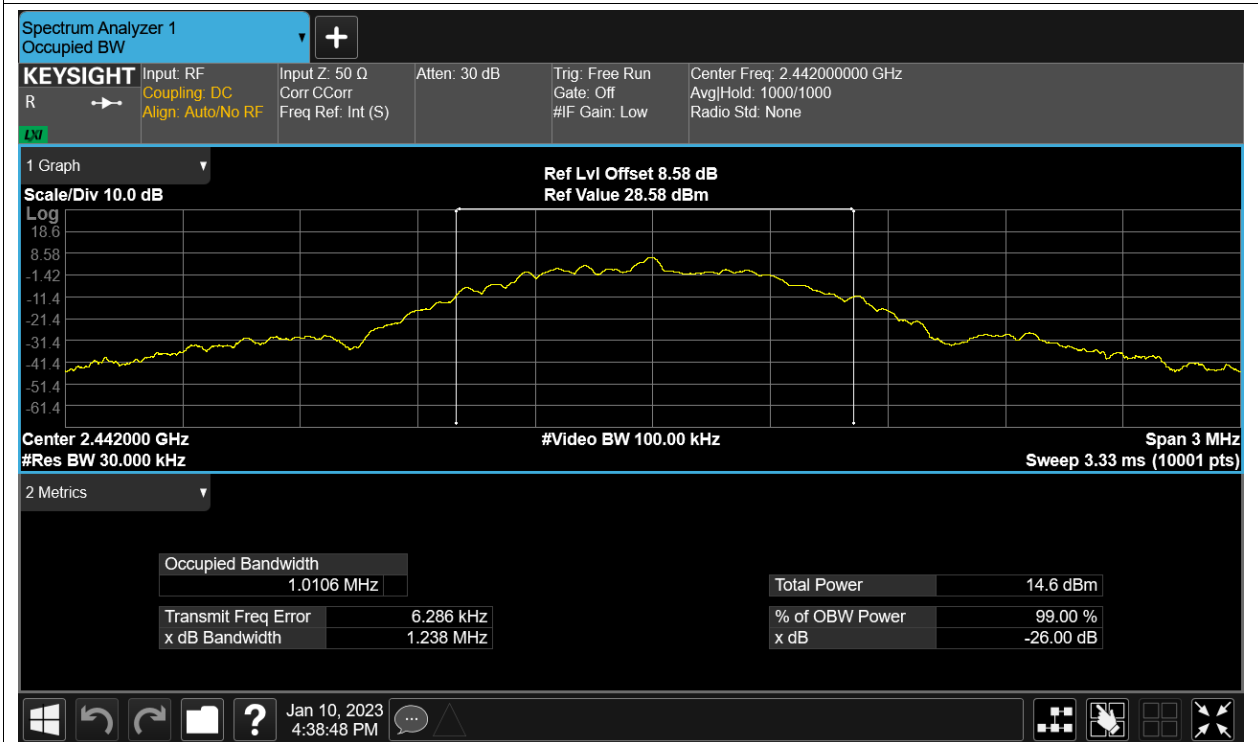 Spectrum Analyzer 1
Occupied BW
KEYSIGHT
R
LXI
Input: RF
Coupling: DC
Align: Auto/No RF
Input Z: 50 Ω
Corr CCorr
Freq Ref: Int (S)
Atten: 30 dB
Trig: Free Run
Gate: Off
#IF Gain: Low
Center Freq: 2.442000000 GHz
Avg|Hold: 1000/1000
Radio Std: None
1 Graph
Scale/Div 10.0 dB
Ref Lvl Offset 8.58 dB
Ref Value 28.58 dBm
Log
18.6
8.58
-1.42
-11.4
-21.4
-31.4
-41.4
-51.4
-61.4
Center 2.442000 GHz
#Video BW 100.00 kHz
Span 3 MHz
#Res BW 30.000 kHz
Sweep 3.33 ms (10001 pts)
2 Metrics
Occupied Bandwidth
1.0106 MHz
Total Power 14.6 dBm
Transmit Freq Error 6.286 kHz
% of OBW Power 99.00 %
x dB Bandwidth 1.238 MHz
x dB -26.00 dB
?
Jan 10, 2023
4:38:48 PM